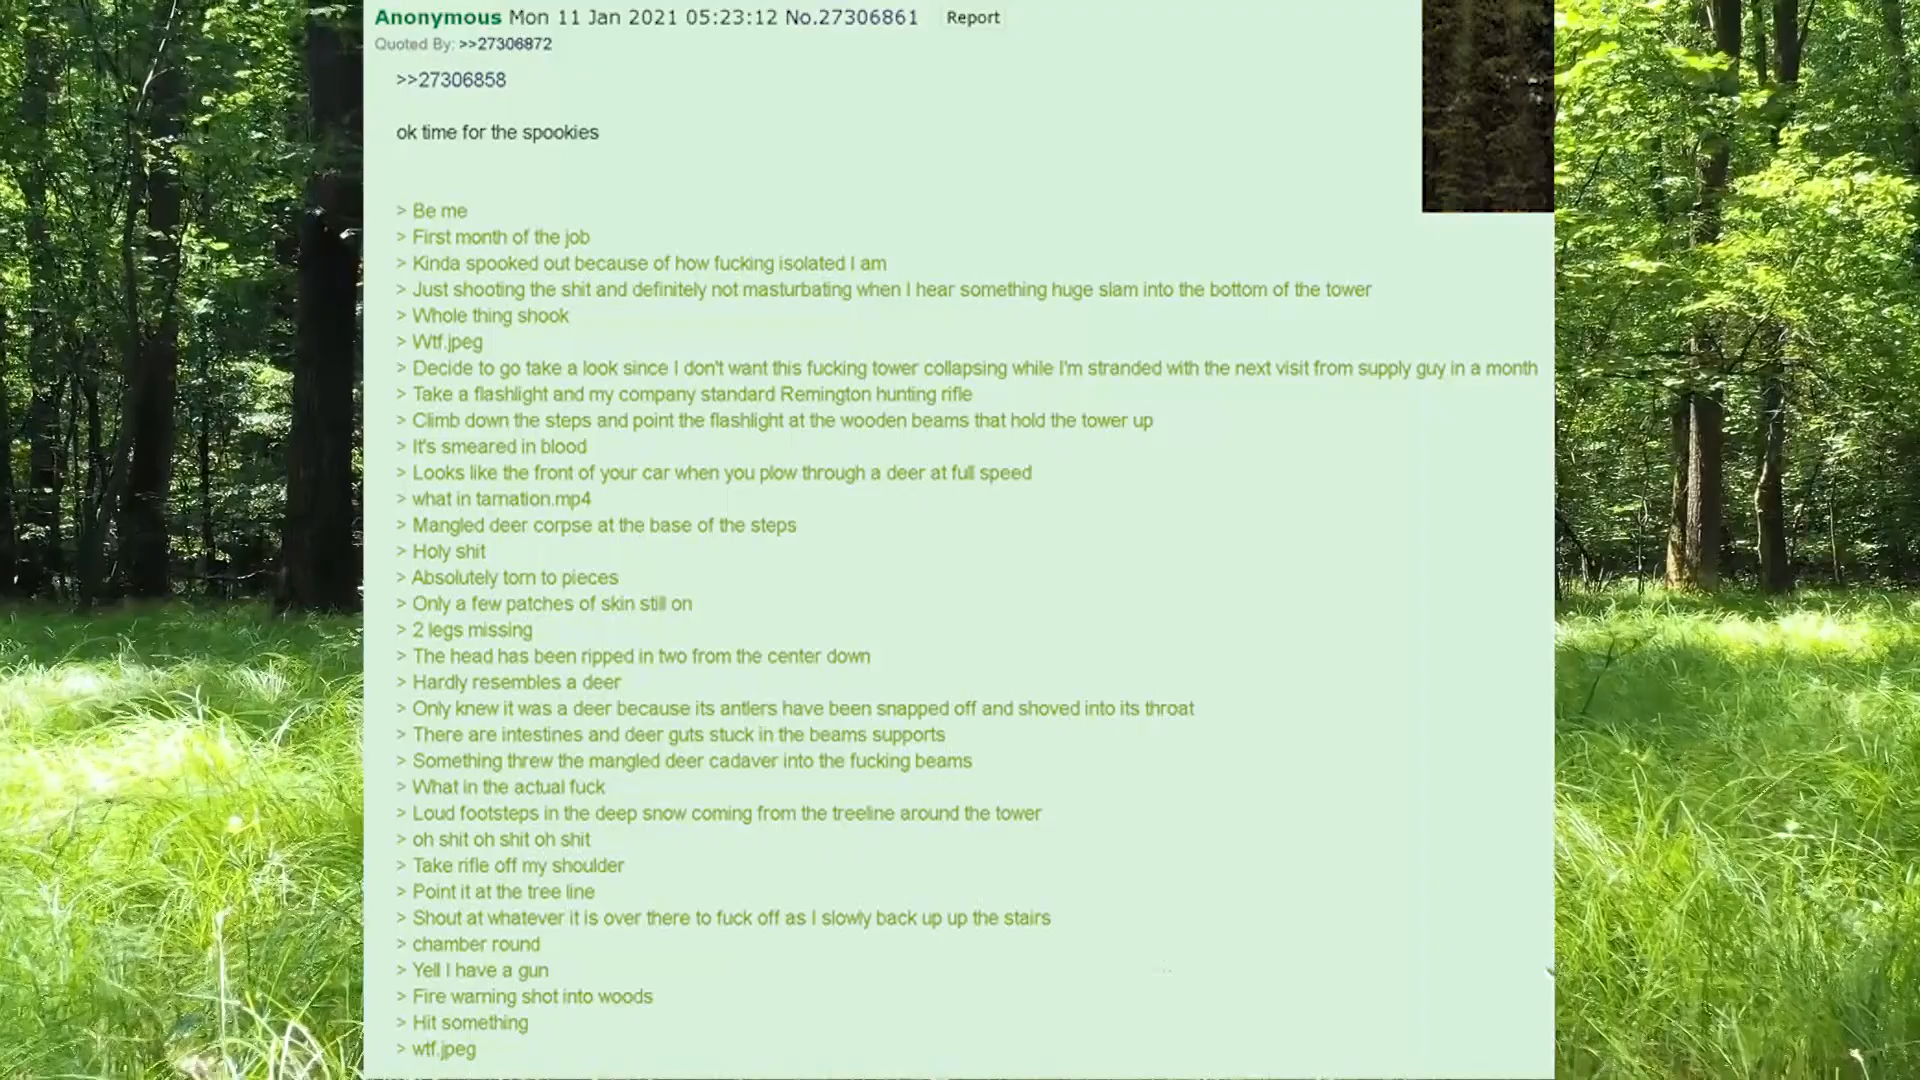 Anonymous Mon 11 Jan 2021 05:23:12 No.27306861 Report
Quoted By: >>27306872
>>27306858
ok time for the spookies
> Be me
> First month of the job
> Kinda spooked out because of how fucking isolated I am
> Just shooting the shit and definitely not masturbating when I hear something huge slam into the bottom of the tower
> Whole thing shook
> Wtf.jpeg
> Decide to go take a look since I don't want this fucking tower collapsing while I'm stranded with the next visit from supply guy in a month
> Take a flashlight and my company standard Remington hunting rifle
> Climb down the steps and point the flashlight at the wooden beams that hold the tower up
> It's smeared in blood
> Looks like the front of your car when you plow through a deer at full speed
> what in tarnation.mp4
> Mangled deer corpse at the base of the steps
> Holy shit
> Absolutely torn to pieces
> Only a few patches of skin still on
> 2 legs missing
> The head has been ripped in two from the center down
> Hardly resembles a deer
> Only knew it was a deer because its antlers have been snapped off and shoved into its throat
> There are intestines and deer guts stuck in the beams supports
> Something threw the mangled deer cadaver into the fucking beams
> What in the actual fuck
> Loud footsteps in the deep snow coming from the treeline around the tower
> oh shit oh shit oh shit
> Take rifle off my shoulder
> Point it at the tree line
> Shout at whatever it is over there to fuck off as I slowly back up up the stairs
> chamber round
> Yell I have a gun
> Fire warning shot into woods
> Hit something
> wtf.jpeg